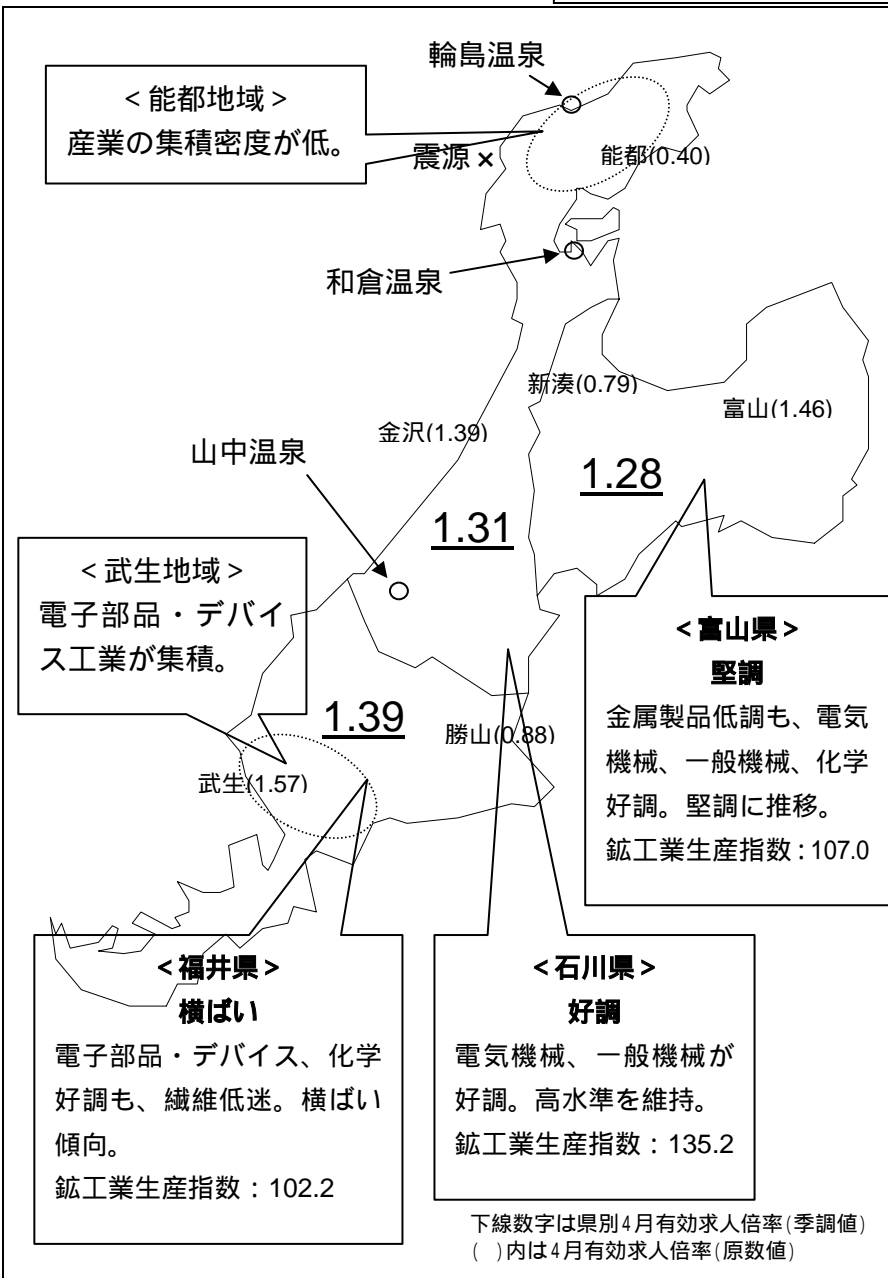 輪島温泉
＜能都地域＞
産業の集積密度が低。
震源×
能都(0.40)
和倉温泉
新湊(0.79)
富山(1.46)
金沢(1.39)
山中温泉
1.28
1.31
＜武生地域＞
電子部品・デバイ
ス工業が集積。
＜富山県＞
堅調
金属製品低調も、電気
機械、一般機械、化学
好調。堅調に推移。
鉱工業生産指数：107.0
1.39
勝山(0.88)
武生(1.57)
＜福井県＞
横ばい
電子部品・デバイス、化学
好調も、繊維低迷。横ばい
傾向。
鉱工業生産指数：102.2
＜石川県＞
好調
電気機械、一般機械が
好調。高水準を維持。
鉱工業生産指数：135.2
下線数字は県別4月有効求人倍率(季調値)
(　)内は4月有効求人倍率(原数値)